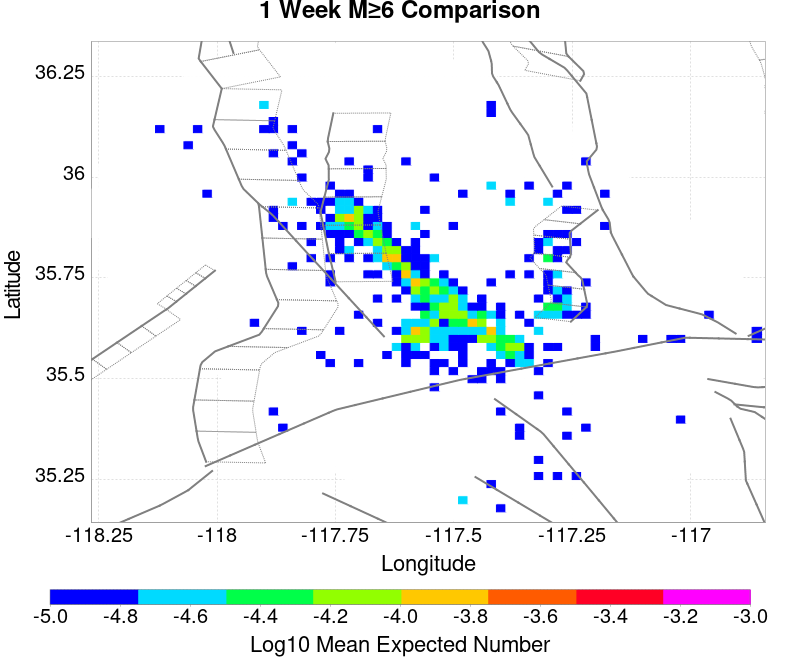 1 Week M≥6 Comparison
36.25
36
35.75
35.5
35.25
Latitude
-118.25 -118 -117.75 -117.5 -117.25 -117
Longitude
-5.0 -4.8 -4.6 -4.4 -4.2 -4.0 -3.8 -3.6 -3.4 -3.2 -3.0
Log10 Mean Expected Number